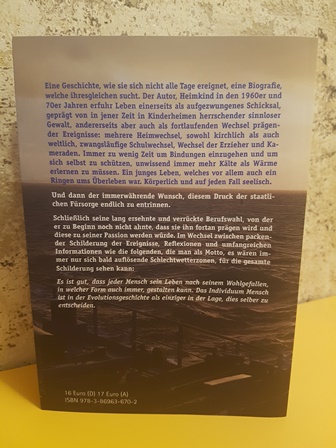 Eine Geschichte, wie sie sich nicht alle Tage ereignet, eine Biografie,
welche ihresgleichen sucht. Der Autor, Heimkind in den 1960er und
70er Jahren erfuhr Leben einerseits als aufgezwungenes Schicksal,
geprägt von in jener Zeit in Kinderheimen herrschender sinnloser
Gewalt, andererseits aber auch als fortlaufenden Wechsel prägen-
der Ereignisse: mehrere Heimwechsel, sowohl kirchlich als auch
weltlich, zwangsläufige Schulwechsel, Wechsel der Erzieher und Ka-
meraden. Immer zu wenig Zeit um Bindungen einzugehen und um
sich selbst zu schützen, unwissend immer mehr Kälte als Wärme
erlernen zu müssen. Ein junges Leben, welches vor allem auch ein
Ringen ums Überleben war. Körperlich und auf jeden Fall seelisch.
Und dann der immerwährende Wunsch, diesem Druck der staatli-
chen Fürsorge endlich zu entrinnen.
Schließlich seine lang ersehnte und verrückte Berufswahl, von der
er zu Beginn noch nicht ahnte, dass sie ihn fortan prägen wird und
diese zu seiner Passion werden würde. Im Wechsel zwischen packen-
der Schilderung der Ereignisse, Reflexionen und umfangreichen
Informationen wie die folgenden, die man als Motto, es wären im-
mer nur sich bald auflösende Schlechtwetterzonen, für die gesamte
Schilderung sehen kann:
Es ist gut, dass jeder Mensch sein Leben nach seinem Wohlgefallen,
in welcher Form auch immer, gestalten kann. Das Individuum Mensch
ist in der Evolutionsgeschichte als einziger in der Lage, dies selber zu
entscheiden.
16 Euro (D) 17 Euro (A)
ISBN 978-3-86963-670-2